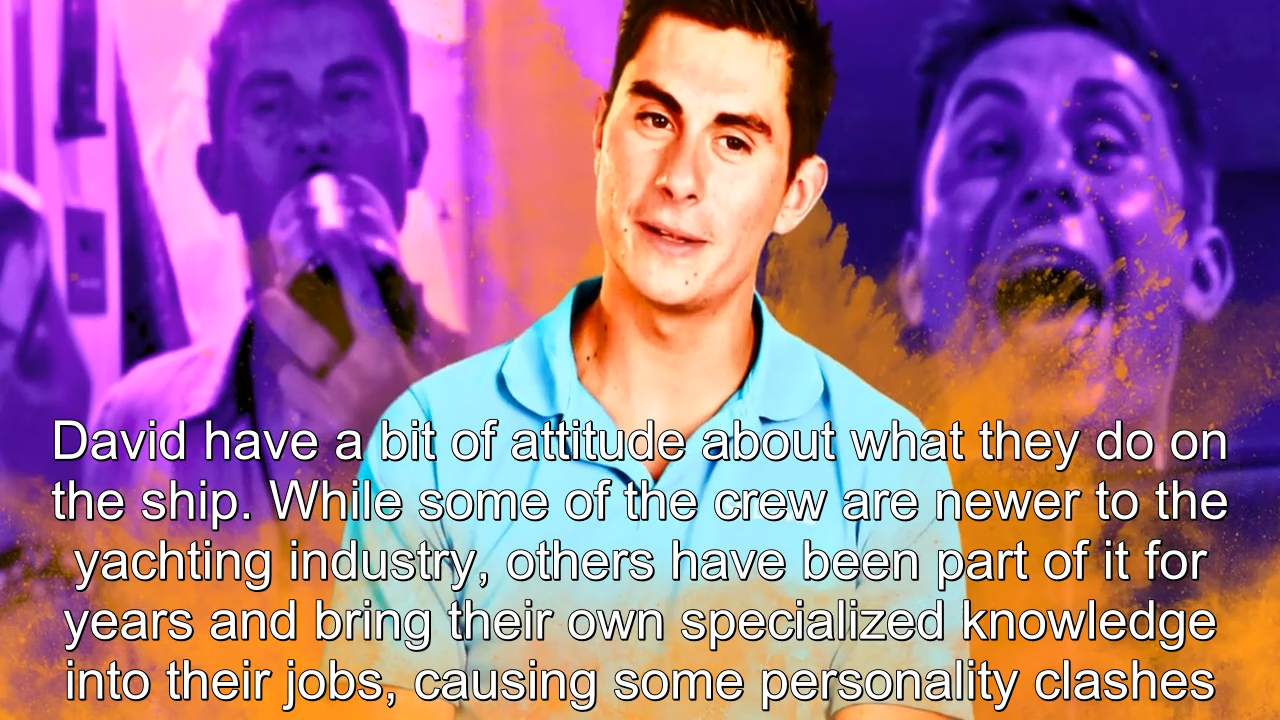 David have a bit of attitude about what they do on
the ship. While some of the crew are newer to the
yachting industry, others have been part of it for
years and bring their own specialized knowledge
into their jobs, causing some personality clashes